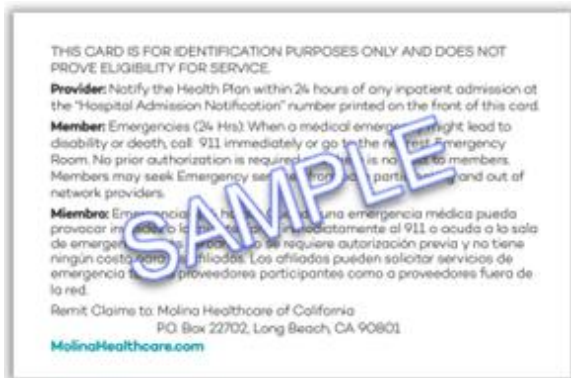 THIS CARD IS FOR IDENTIFICATION PURPOSES ONLY AND DOES NOT
PROVE ELIGIBILITY FOR SERVICE.
Provider: Notify the Health Plan within 24 hours of any inpatient admission at
the "Hospital Admission Notification" number printed on the front of this card.
Member: Emergencies (24 Hrs): When a medical emergency might lead to
disability or death, call 911 immediately or go to the nearest Emergency
Room. No prior authorization is required is no to members.
Members may seek Emergency from and out of
network providers.
Miembro: una emergencia médica pueda
provocar inmediatamente al 911 o acuda a la sala
de emergencias se requiere autorización previa y no tiene
ningún costo afiliados. Los afiliados pueden solicitar servicios de
emergencia proveedores participantes como a proveedores fuera de
la red.
Remit Claims to: Molina Healthcare of California
P.O. Box 22702, Long Beach, CA 90801
MolinaHealthcare.com
SAMPLE